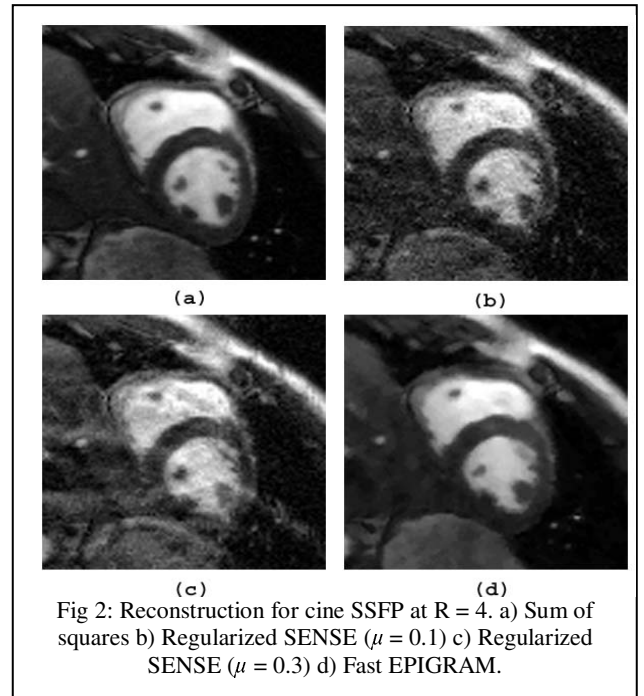 (a)
(b)
(c)
(d)
Fig 2: Reconstruction for cine SSFP at R = 4. a) Sum of
squares b) Regularized SENSE (μ = 0.1) c) Regularized
SENSE (μ = 0.3) d) Fast EPIGRAM.